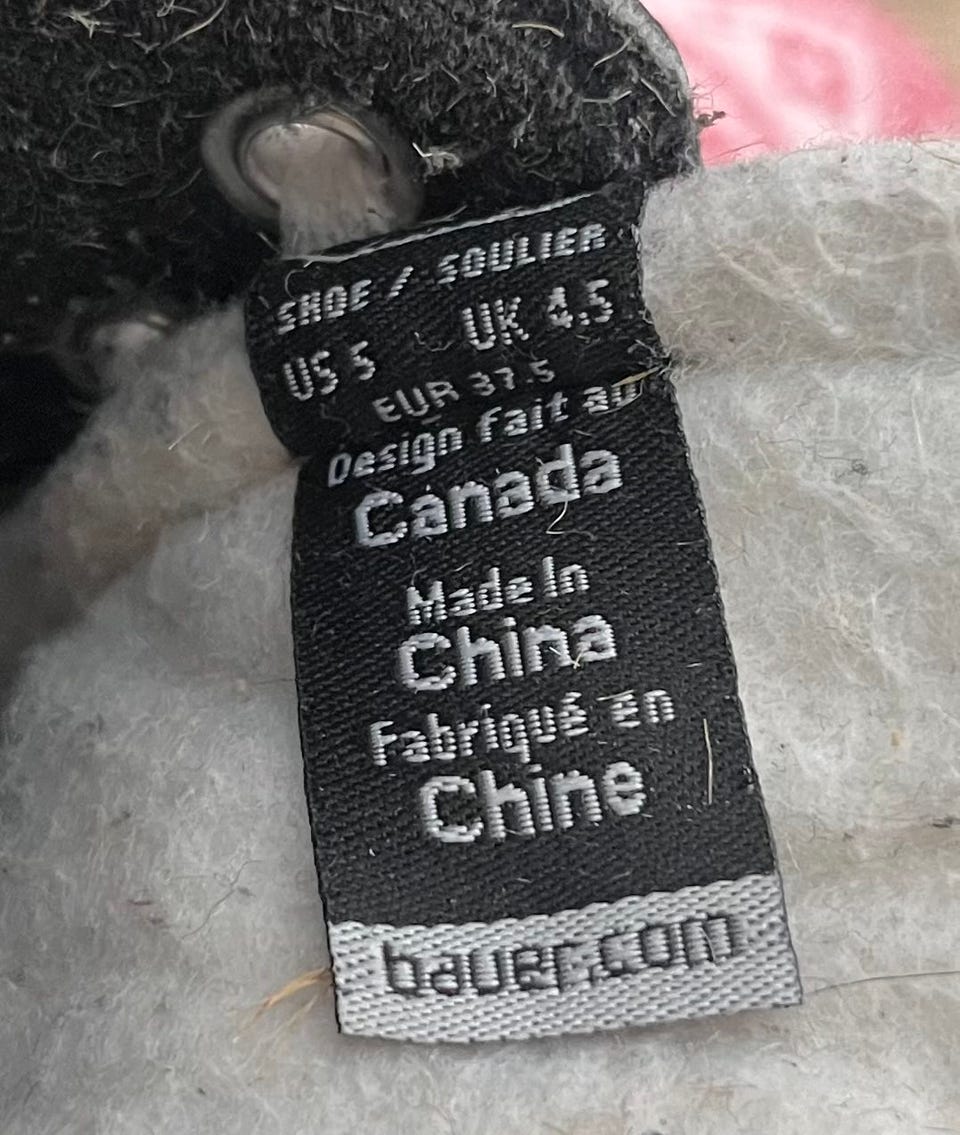 SHOE / SOULIER
US 5 UK 4.5
EUR 37.5
Design fait au
Canada
Made In
China
Fabriqué en
Chine
bauer.com